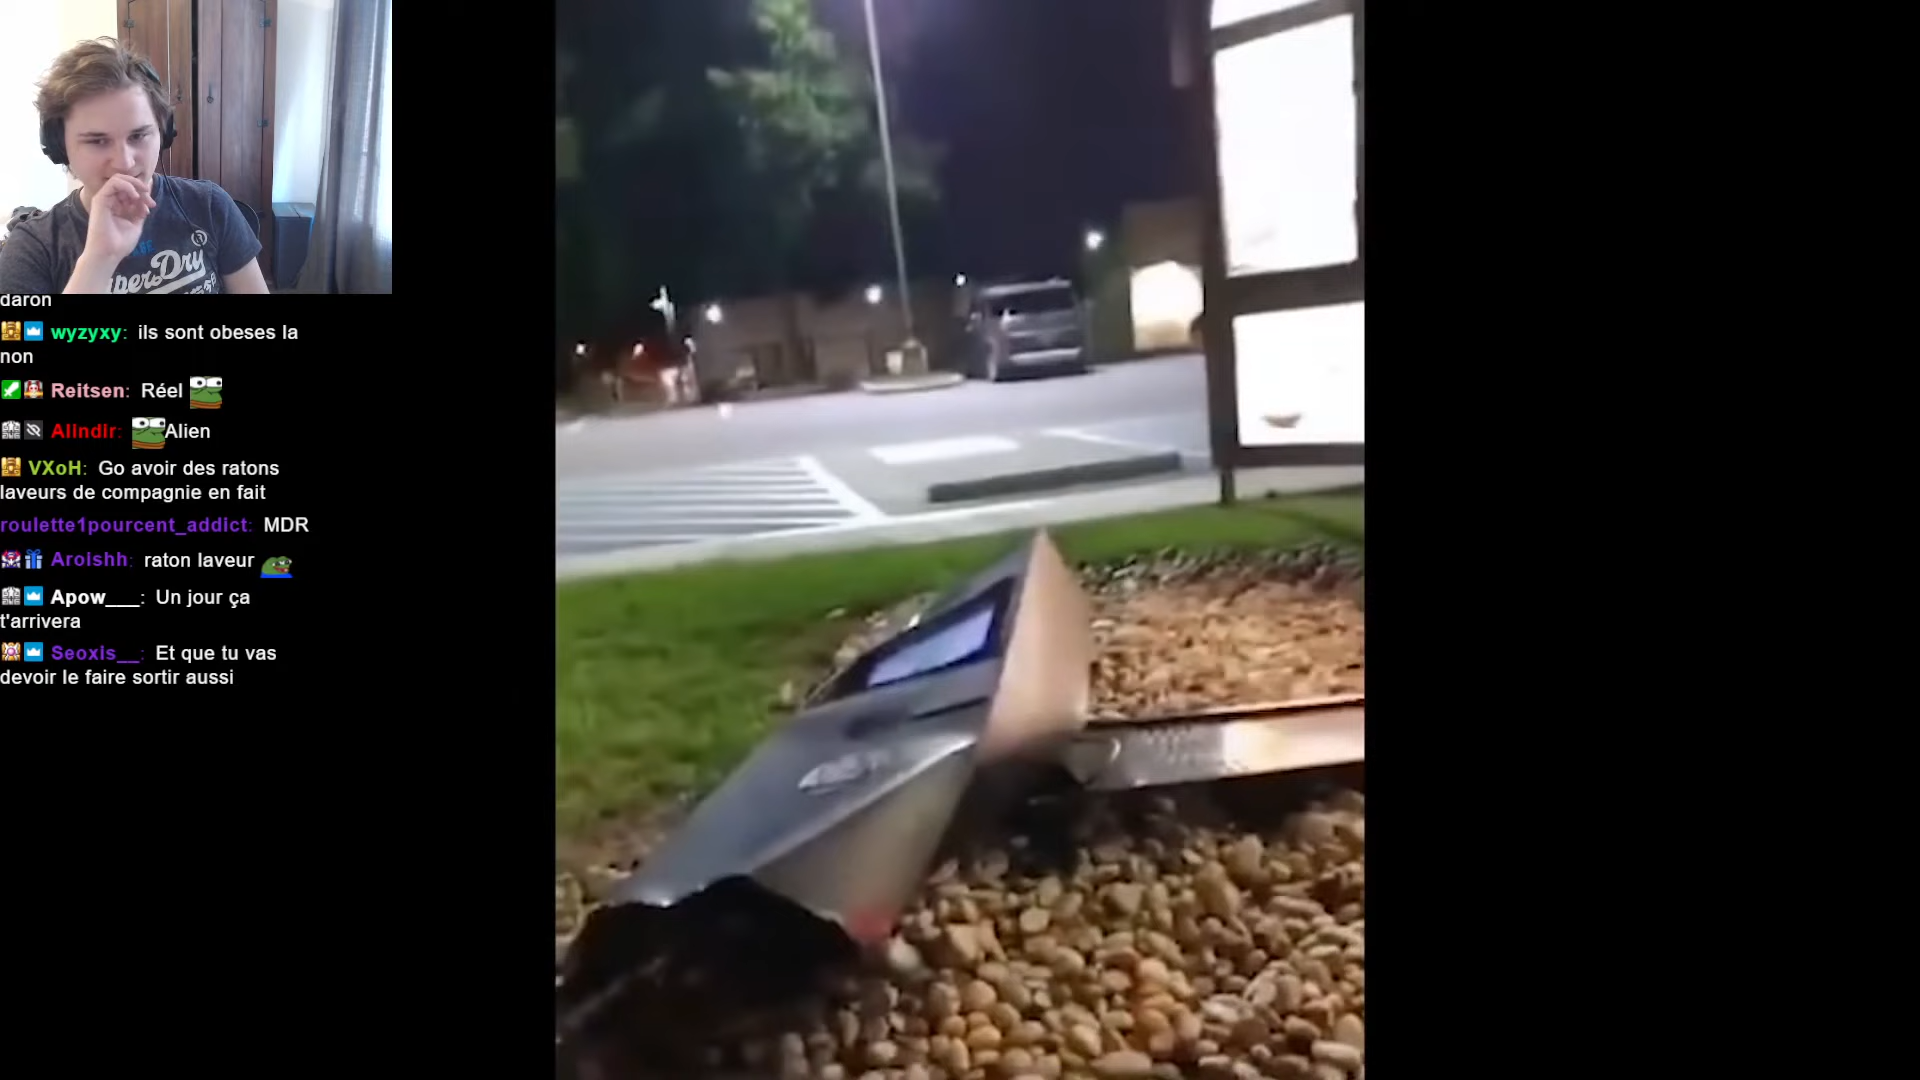 perDry
daron
wyzyxy: ils sont obeses la
non
Reitsen: Réel
Alindir: Alien
VXoH: Go avoir des ratons
laveurs de compagnie en fait
roulette1pourcent_addict: MDR
Aroishh: raton laveur
Apow___: Un jour ça
t'arrivera
Seoxis__: Et que tu vas
devoir le faire sortir aussi